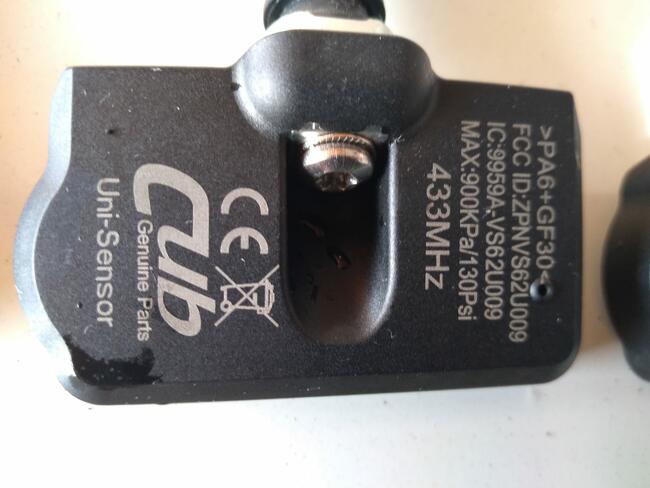 >PA6+GF30<
FCC ID:ZPNVS62U009
IC:9959A-VS62U009
MAX:900KPa/130Psi
433MHz
CE
Cub
Genuine Parts
Uni-Sensor